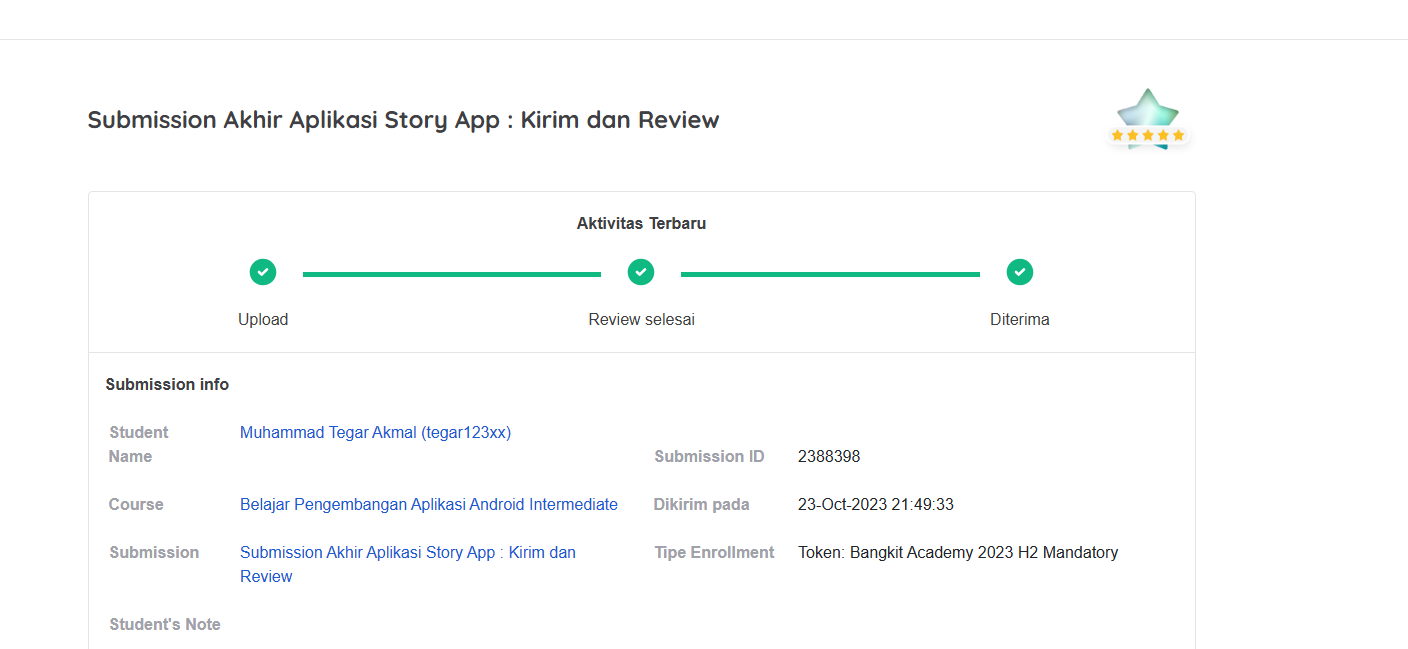 Submission Akhir Aplikasi Story App : Kirim dan Review
Aktivitas Terbaru
Upload
Review selesai
Diterima
Submission info
Student Name
Muhammad Tegar Akmal (tegar123xx)
Submission ID
2388398
Course
Belajar Pengembangan Aplikasi Android Intermediate
Dikirim pada
23-Oct-2023 21:49:33
Submission
Submission Akhir Aplikasi Story App : Kirim dan
Review
Tipe Enrollment
Token: Bangkit Academy 2023 H2 Mandatory
Student's Note